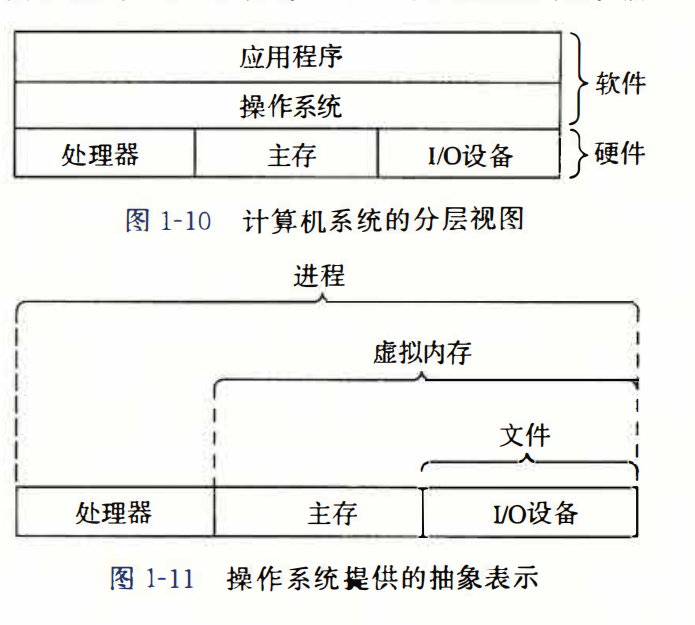 应用程序
操作系统
软件
处理器 主存 I/O设备
硬件
图 1-10 计算机系统的分层视图
进程
虚拟内存
文件
处理器 主存 I/O设备
图 1-11 操作系统提供的抽象表示